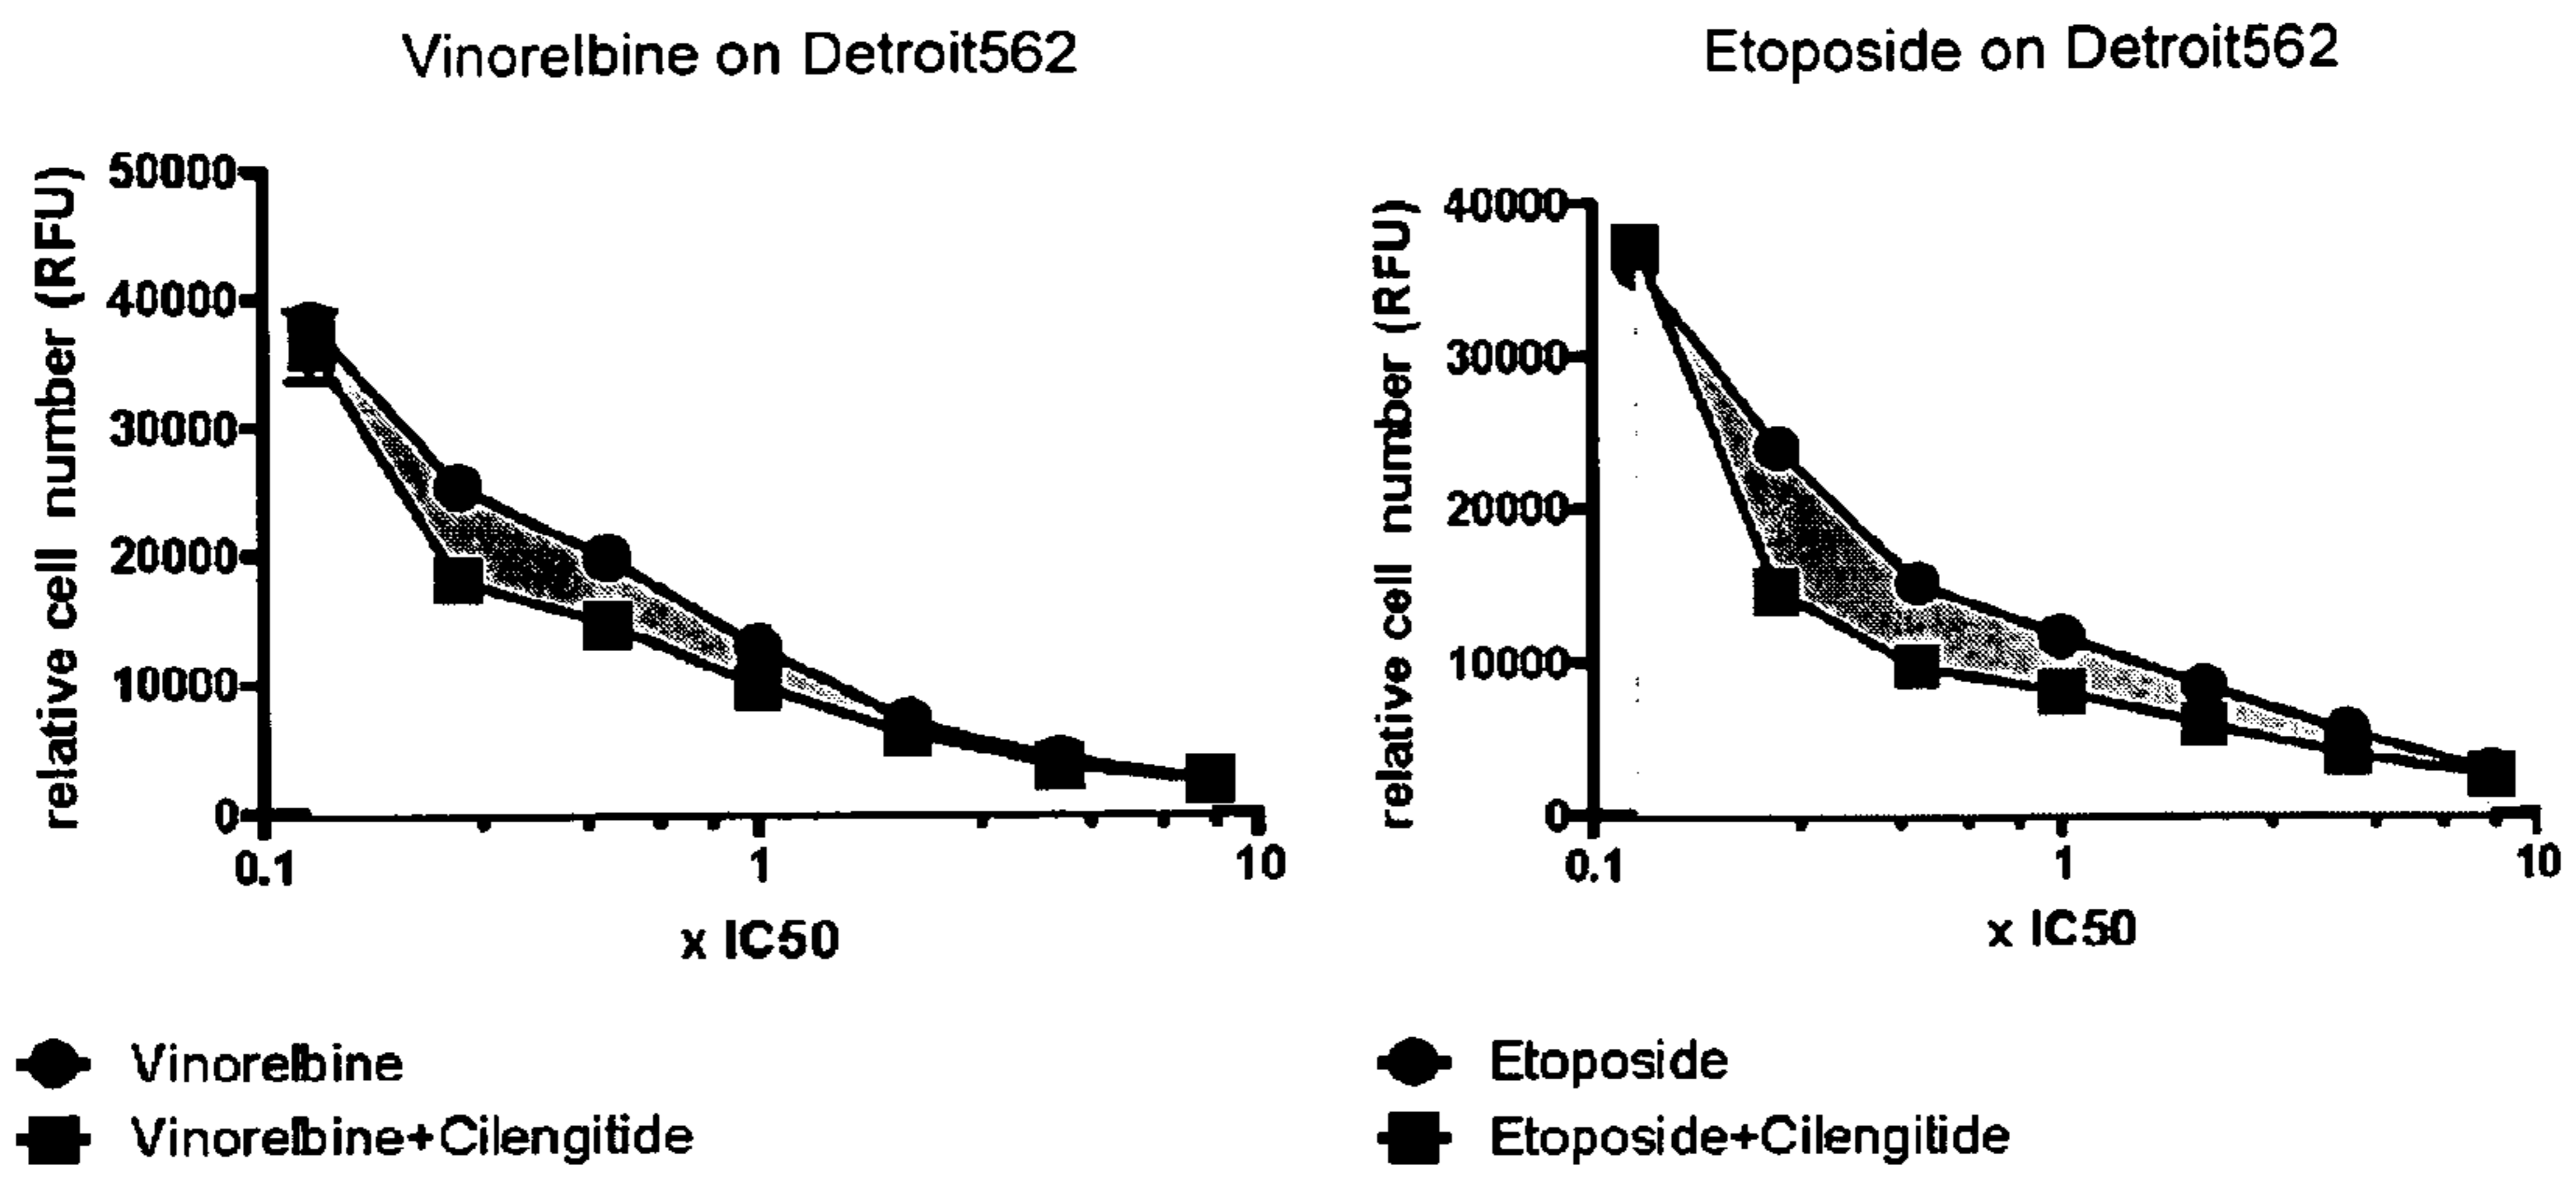 Vinorelbine on Detroit562
relative cell number (RFU)
50000
40000
30000
20000
10000
0
0.1
1
10
x IC50
Vinorelbine
Vinorelbine+Cilengitide
Etoposide on Detroit562
relative cell number (RFU)
40000
30000
20000
10000
0
0.1
1
10
x IC50
Etoposide
Etoposide+Cilengitide